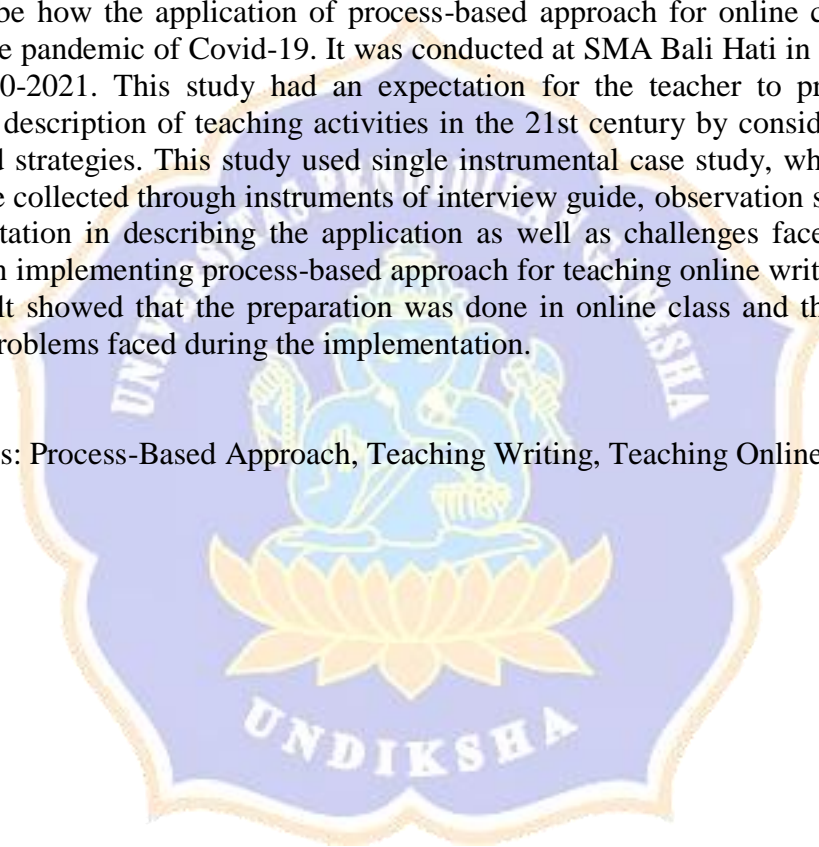 be how the application of process-based approach for online c
e pandemic of Covid-19. It was conducted at SMA Bali Hati in
0-2021. This study had an expectation for the teacher to pr
description of teaching activities in the 21st century by consid
d strategies. This study used single instrumental case study, wh
e collected through instruments of interview guide, observation s
tation in describing the application as well as challenges face
n implementing process-based approach for teaching online writ
lt showed that the preparation was done in online class and th
roblems faced during the implementation.
s: Process-Based Approach, Teaching Writing, Teaching Online
UNIVERSITAS PENDIDIKAN GANESHA
UNDIKSHA